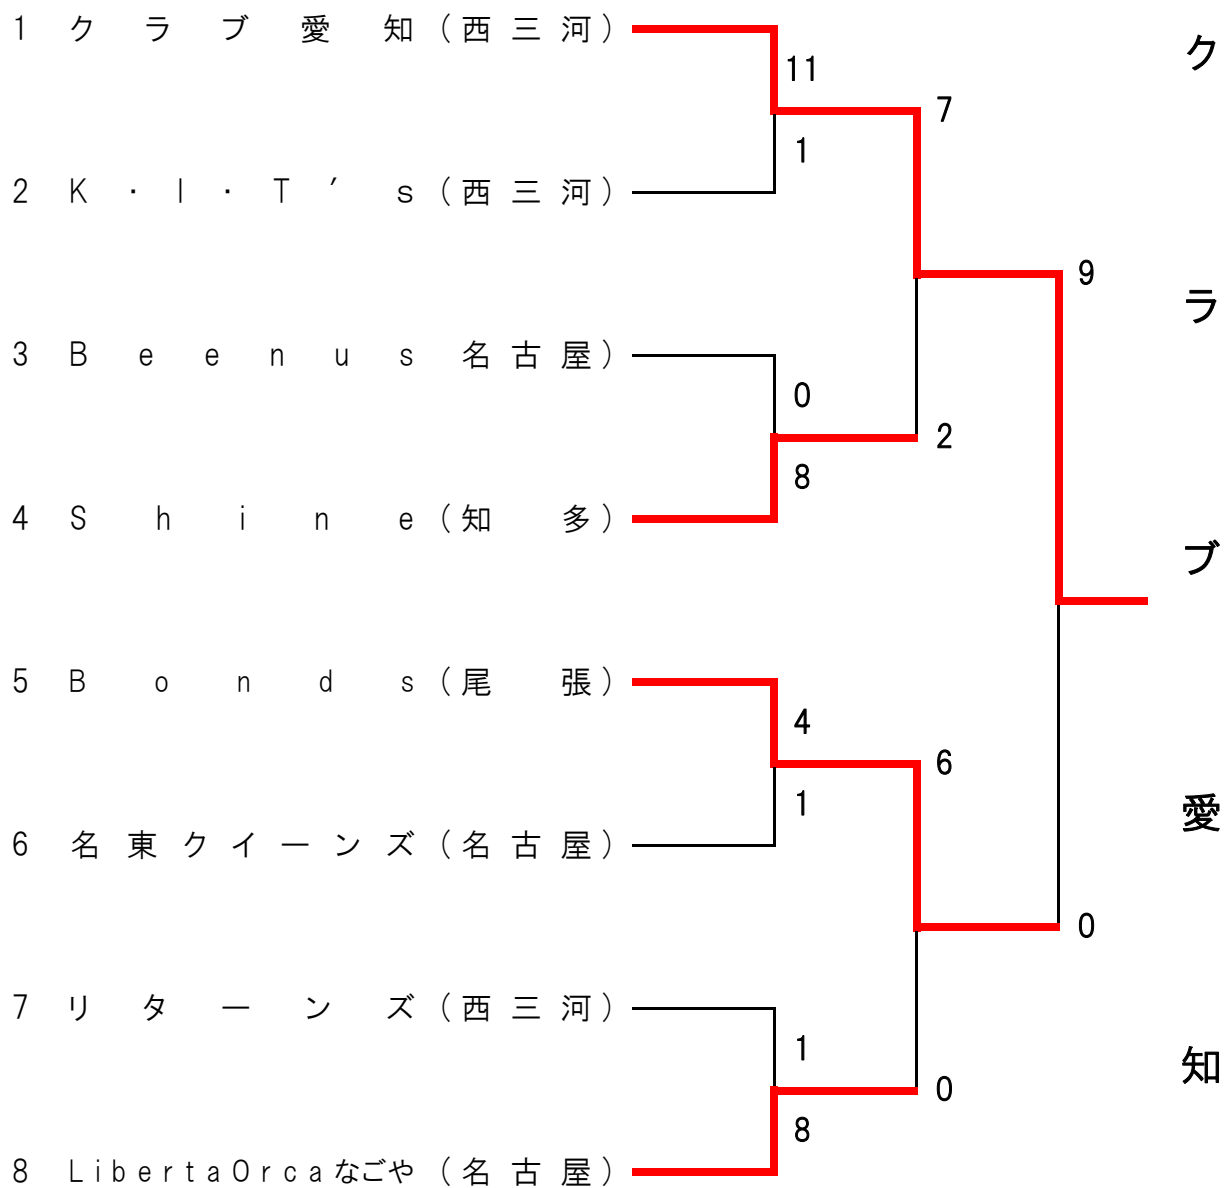 1 クラブ愛知(西三河)
11
7
1
2 K・I・T′s(西三河)
9
3 Beenus名古屋)
0
2
8
4 Shine(知多)
5 Bonds(尾張)
4
6
1
6 名東クイーンズ(名古屋)
0
7 リターンズ(西三河)
1
0
8
8 LibertaOrcaなごや(名古屋)
クラブ愛知